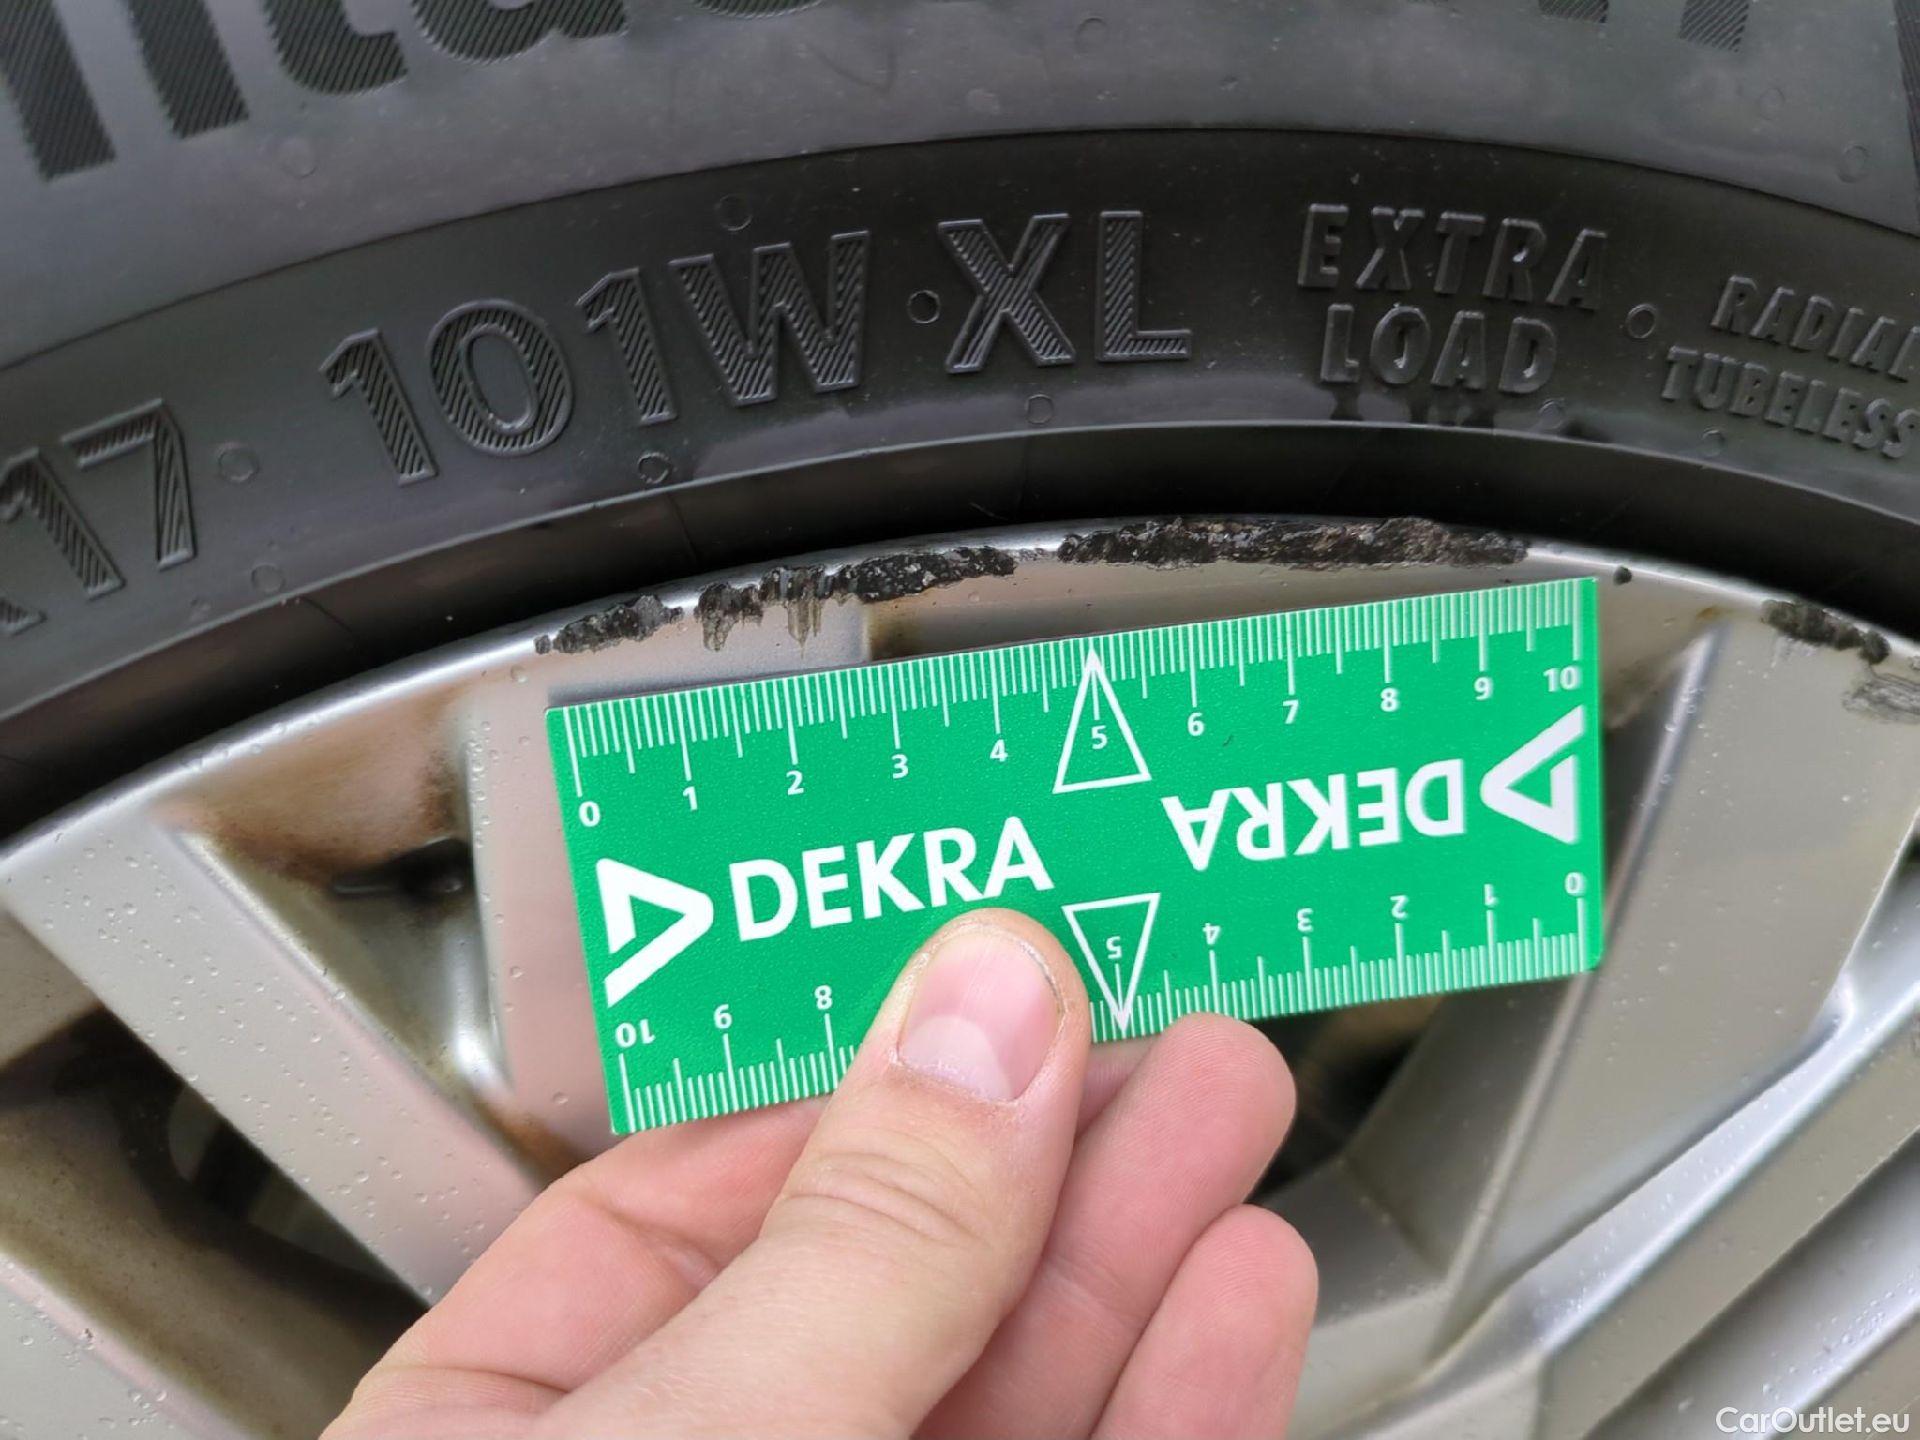 R17 · 101W · XL EXTRA LOAD · RADIAL TUBELESS
0 1 2 3 4 5 6 7 8 9 10
DEKRA
DEKRA
10 9 8 5 4 3 2 1 0
CarOutlet.eu